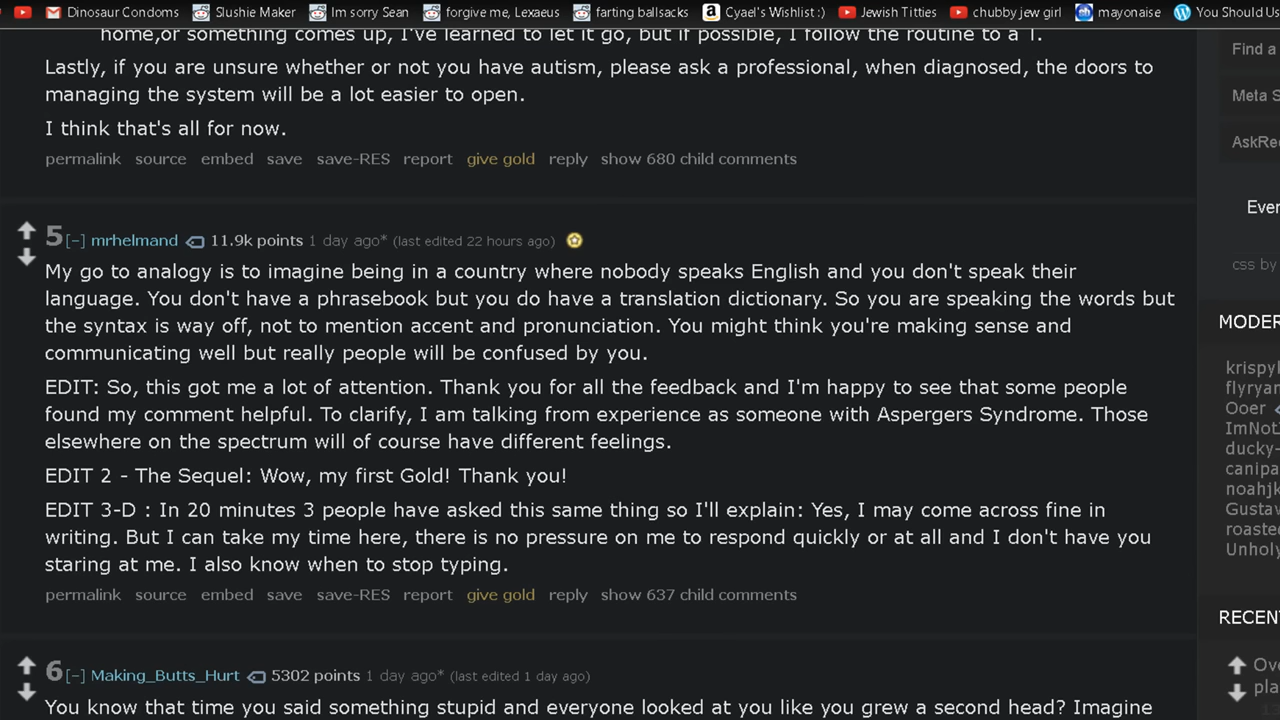 Dinosaur Condoms Slushie Maker Im sorry Sean forgive me, Lexaeus farting ballsacks Cyael's Wishlist :) Jewish Titties chubby jew girl mayonaise You Should Us
home,or something comes up, I've learned to let it go, but if possible, I follow the routine to a T.
Lastly, if you are unsure whether or not you have autism, please ask a professional, when diagnosed, the doors to
managing the system will be a lot easier to open.
I think that's all for now.
permalink source embed save save-RES report give gold reply show 680 child comments
5 [–] mrhelmand 11.9k points 1 day ago* (last edited 22 hours ago)
My go to analogy is to imagine being in a country where nobody speaks English and you don't speak their
language. You don't have a phrasebook but you do have a translation dictionary. So you are speaking the words but
the syntax is way off, not to mention accent and pronunciation. You might think you're making sense and
communicating well but really people will be confused by you.
EDIT: So, this got me a lot of attention. Thank you for all the feedback and I'm happy to see that some people
found my comment helpful. To clarify, I am talking from experience as someone with Aspergers Syndrome. Those
elsewhere on the spectrum will of course have different feelings.
EDIT 2 - The Sequel: Wow, my first Gold! Thank you!
EDIT 3-D : In 20 minutes 3 people have asked this same thing so I'll explain: Yes, I may come across fine in
writing. But I can take my time here, there is no pressure on me to respond quickly or at all and I don't have you
staring at me. I also know when to stop typing.
permalink source embed save save-RES report give gold reply show 637 child comments
6 [–] Making_Butts_Hurt 5302 points 1 day ago* (last edited 1 day ago)
You know that time you said something stupid and everyone looked at you like you grew a second head? Imagine
Find a
Meta S
AskRe
Ever
css by
MODER
krispyk
flyryan
Ooer
ImNot
ducky-
canipa
noahjk
Gustav
roaste
Unholy
RECEN
Ov
pla